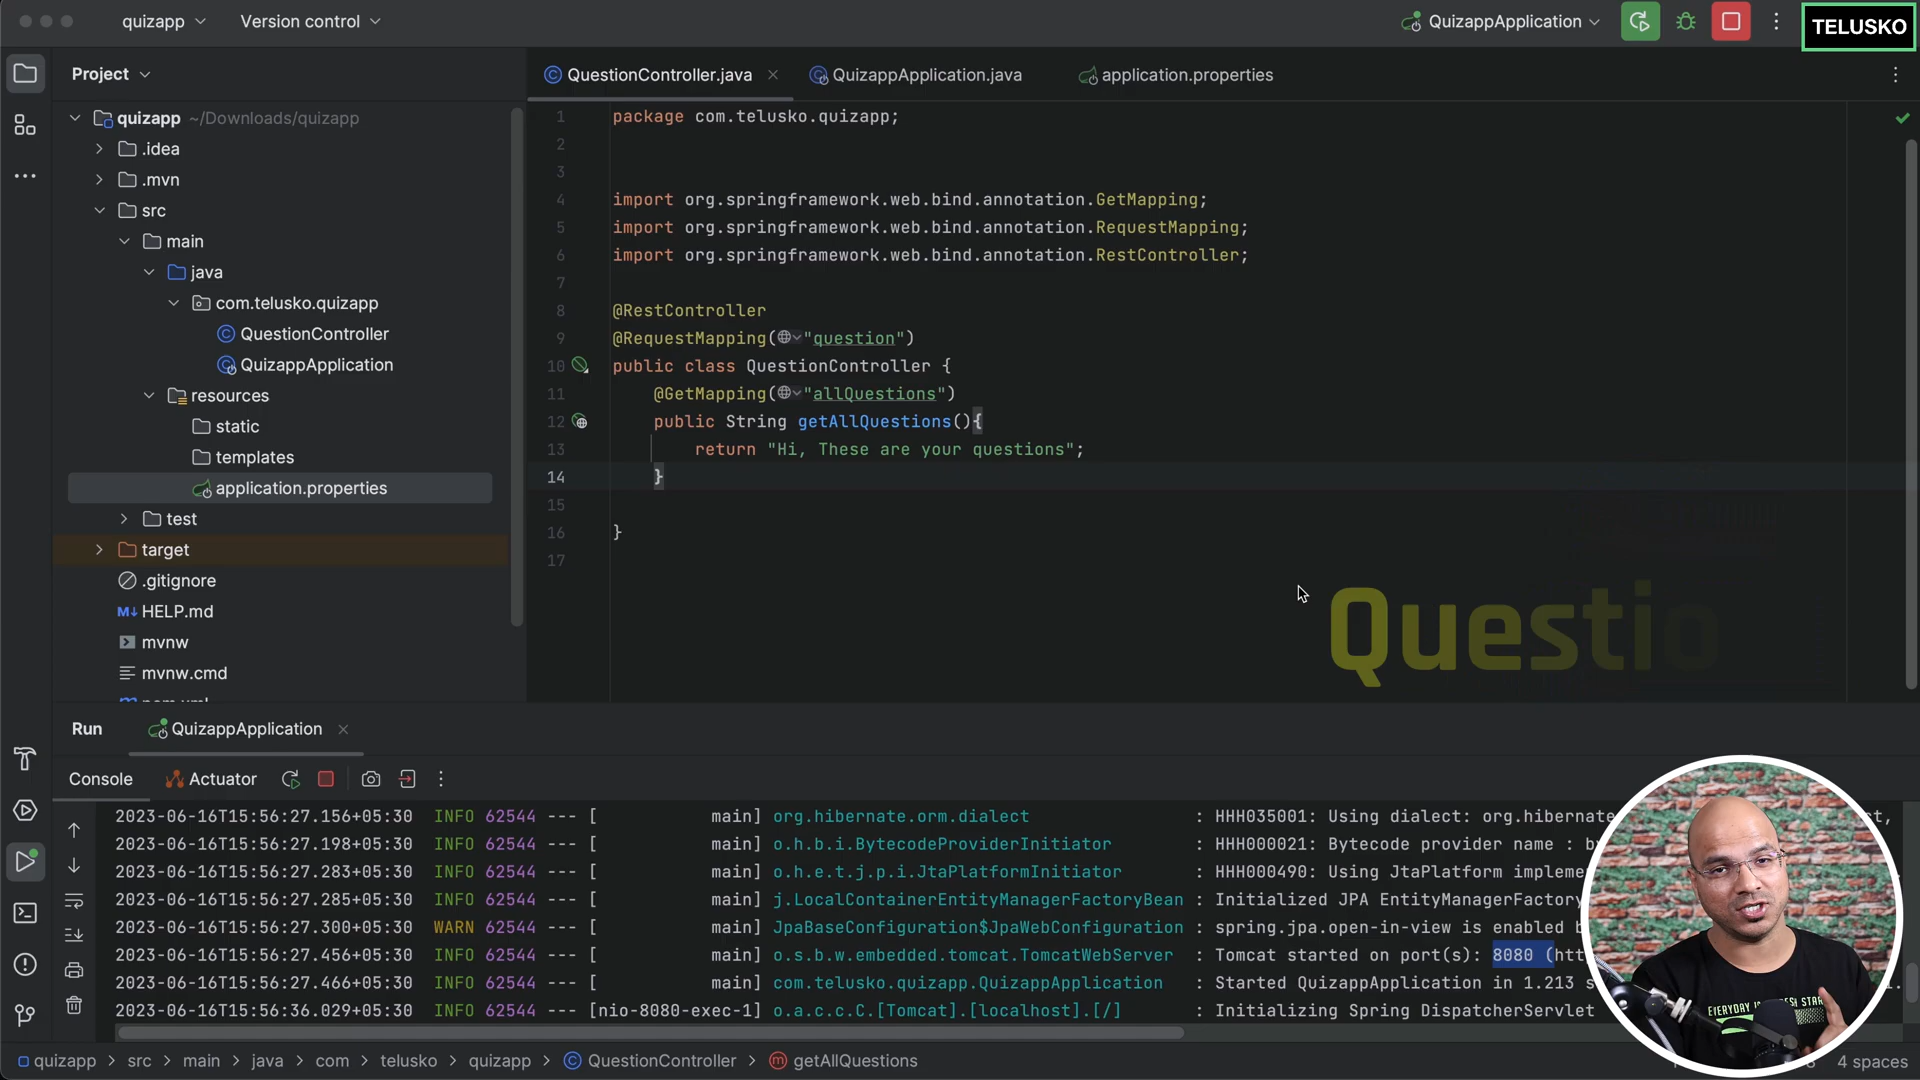 quizapp
Version control
QuizappApplication
TELUSKO
Project
QuestionController.java
QuizappApplication.java
application.properties
quizapp ~/Downloads/quizapp
.idea
.mvn
src
main
java
com.telusko.quizapp
QuestionController
QuizappApplication
resources
static
templates
application.properties
test
target
.gitignore
HELP.md
mvnw
mvnw.cmd
1 package com.telusko.quizapp;
2
3
4 import org.springframework.web.bind.annotation.GetMapping;
5 import org.springframework.web.bind.annotation.RequestMapping;
6 import org.springframework.web.bind.annotation.RestController;
7
8 @RestController
9 @RequestMapping("question")
10 public class QuestionController {
11 @GetMapping("allQuestions")
12 public String getAllQuestions(){
13 return "Hi, These are your questions";
14 }
15
16 }
17
Questio
Run
QuizappApplication
Console
Actuator
2023-06-16T15:56:27.156+05:30 INFO 62544 --- [ main] org.hibernate.orm.dialect : HHH035001: Using dialect: org.hibernate
2023-06-16T15:56:27.198+05:30 INFO 62544 --- [ main] o.h.b.i.BytecodeProviderInitiator : HHH000021: Bytecode provider name : b
2023-06-16T15:56:27.283+05:30 INFO 62544 --- [ main] o.h.e.t.j.p.i.JtaPlatformInitiator : HHH000490: Using JtaPlatform impleme
2023-06-16T15:56:27.285+05:30 INFO 62544 --- [ main] j.LocalContainerEntityManagerFactoryBean : Initialized JPA EntityManagerFactory
2023-06-16T15:56:27.300+05:30 WARN 62544 --- [ main] JpaBaseConfiguration$JpaWebConfiguration : spring.jpa.open-in-view is enabled b
2023-06-16T15:56:27.456+05:30 INFO 62544 --- [ main] o.s.b.w.embedded.tomcat.TomcatWebServer : Tomcat started on port(s): 8080 (htt
2023-06-16T15:56:27.466+05:30 INFO 62544 --- [ main] com.telusko.quizapp.QuizappApplication : Started QuizappApplication in 1.213 s
2023-06-16T15:56:36.029+05:30 INFO 62544 --- [nio-8080-exec-1] o.a.c.c.C.[Tomcat].[localhost].[/] : Initializing Spring DispatcherServlet
quizapp > src > main > java > com > telusko > quizapp > QuestionController > getAllQuestions
4 spaces